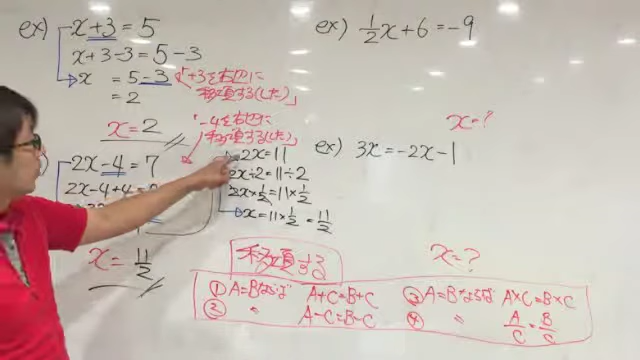 ex) x+3=5
x+3-3=5-3
x =5-3
=2
「+3を右辺に
移項する(した)」
x=2
「-4を右辺に
移項する(した)」
2x-4=7
2x-4+4=
2x=11
2x÷2=11÷2
2x×1/2=11×1/2
x=11×1/2=11/2
x=11/2
ex) 1/2x+6=-9
x=?
ex) 3x=-2x-1
x=?
移項する
① A=Bならば A+C=B+C
② 〃 A-C=B-C
③ A=Bならば A×C=B×C
④ 〃 A/C=B/C